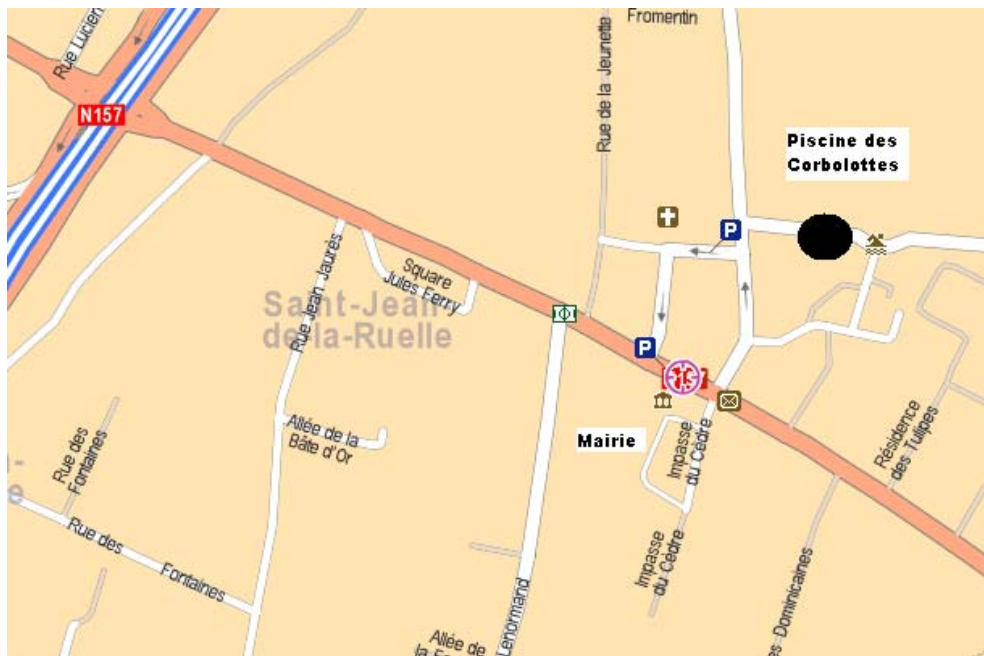 Rue Lucien
Fromentin
N157
Rue de la Jeunette
Piscine des
Corbolottes
P
Square
Jules Ferry
Rue Jean Jaurès
Saint-Jean-
de-la-Ruelle
P
Mairie
Allée de la
Bâte d'Or
Impasse
du Cèdre
Résidence
des Tulipes
Rue des
Fontaines
Rue des
Fontaines
Impasse
du Cèdre
Lenormand
Dominicaines
Allée de